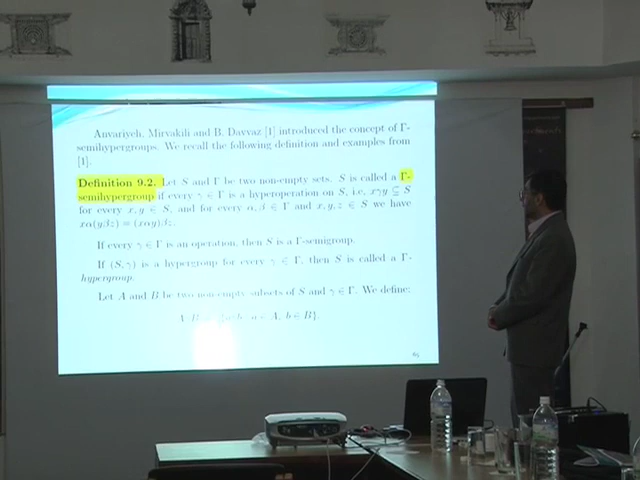 Anvariyeh, Mirvakili and B. Davvaz [1] introduced the concept of Γ-
semihypergroups. We recall the following definition and examples from
[1].
Definition 9.2. Let S and Γ be two non-empty sets. S is called a Γ-
semihypergroup if every γ ∈ Γ is a hyperoperation on S, i.e, xγy ⊆ S
for every x, y ∈ S, and for every α, β ∈ Γ and x, y, z ∈ S we have
xα(yβz) = (xαy)βz.
If every γ ∈ Γ is an operation, then S is a Γ-semigroup.
If (S, γ) is a hypergroup for every γ ∈ Γ, then S is called a Γ-
hypergroup.
Let A and B be two non-empty subsets of S and γ ∈ Γ. We define:
a ∈ A, b ∈ B}.
65